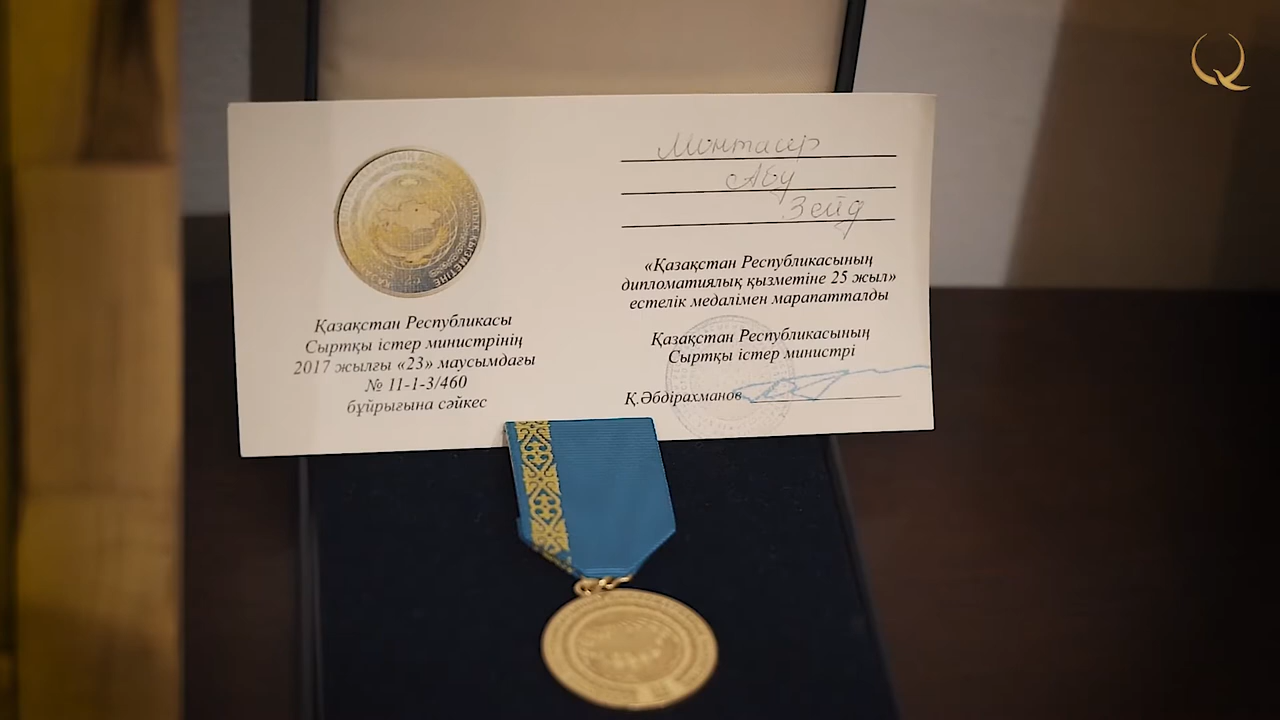 Қазақстан Республикасы
Сыртқы істер министрінің
2017 жылғы «23» маусымдағы
№ 11-1-3/460
бұйрығына сәйкес
Монтасер
Абу
Зейд
«Қазақстан Республикасының
дипломатиялық қызметіне 25 жыл»
естелік медалімен марапатталды
Қазақстан Республикасының
Сыртқы істер министрі
Қ.Әбдірахманов